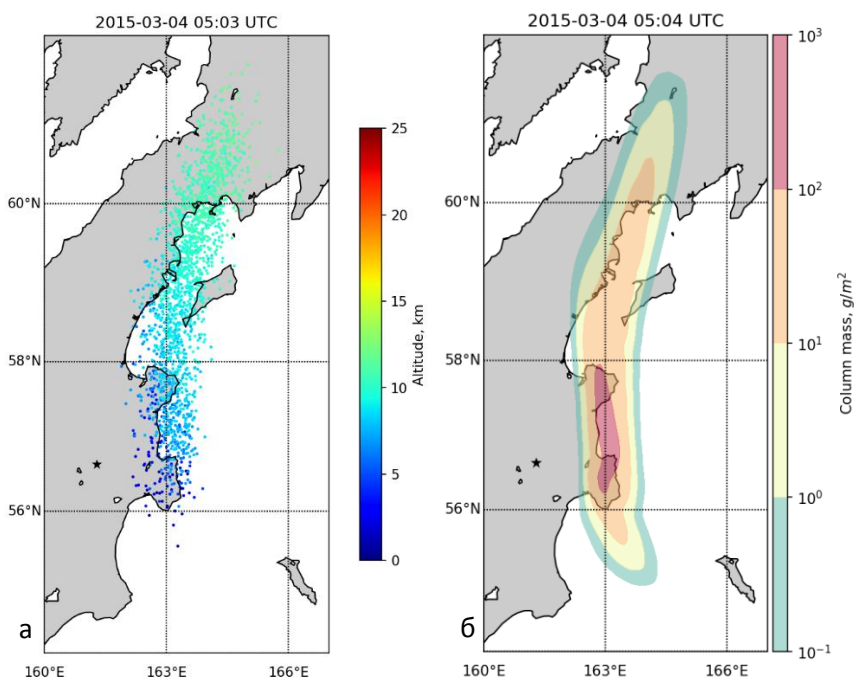 2015-03-04 05:03 UTC
60°N
58°N
56°N
160°E
163°E
166°E
а
25
20
15
10
5
0
Altitude, km
2015-03-04 05:04 UTC
60°N
58°N
56°N
160°E
163°E
166°E
б
10³
10²
10¹
10⁰
10⁻¹
Column mass, g/m²